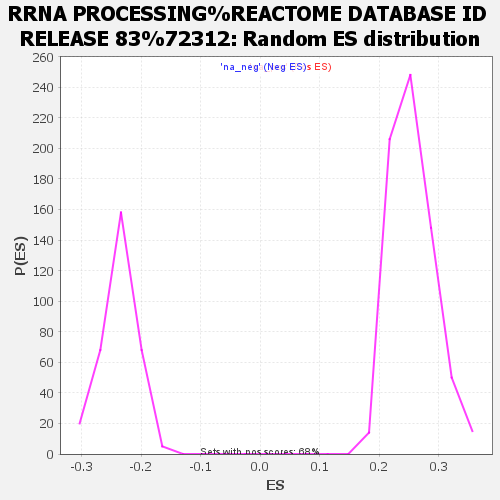 RRNA PROCESSING%REACTOME DATABASE ID
RELEASE 83%72312: Random ES distribution
'na_neg' (Neg ES)s ES)
260
240
220
200
180
160
140
120
100
80
60
40
20
0
P(ES)
Sets with pos scores: 68%
-0.3 -0.2 -0.1 0.0 0.1 0.2 0.3
ES